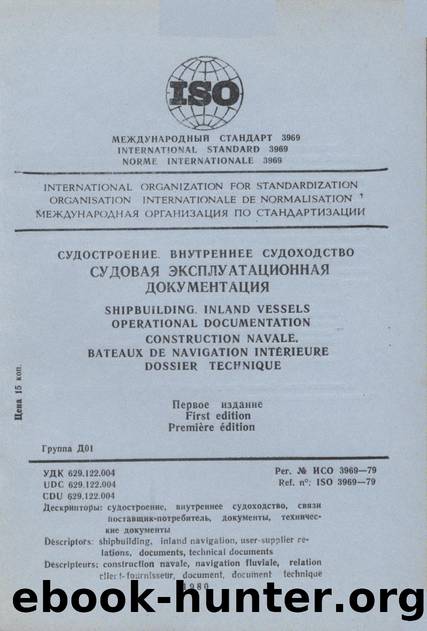 ISO
МЕЖДУНАРОДНЫЙ СТАНДАРТ 3969
INTERNATIONAL STANDARD 3969
NORME INTERNATIONALE 3969
INTERNATIONAL ORGANIZATION FOR STANDARDIZATION
ORGANISATION INTERNATIONALE DE NORMALISATION
МЕЖДУНАРОДНАЯ ОРГАНИЗАЦИЯ ПО СТАНДАРТИЗАЦИИ
СУДОСТРОЕНИЕ. ВНУТРЕННЕЕ СУДОХОДСТВО
СУДОВАЯ ЭКСПЛУАТАЦИОННАЯ
ДОКУМЕНТАЦИЯ
SHIPBUILDING. INLAND VESSELS
OPERATIONAL DOCUMENTATION
CONSTRUCTION NAVALE.
BATEAUX DE NAVIGATION INTÉRIEURE
DOSSIER TECHNIQUE
Цена 15 коп.
Первое издание
First edition
Première édition
Группа Д01
УДК 629.122.004
UDC 629.122.004
CDU 629.122.004
Рег. № ИСО 3969—79
Ref. n°: ISO 3969—79
Дескрипторы: судостроение, внутреннее судоходство, связи
поставщик-потребитель, документы, техничес-
кие документы
Descriptors: shipbuilding, inland navigation, user-supplier re-
lations, documents, technical documents
Descripteurs: construction navale, navigation fluviale, relation
client-fournisseur, document, document technique
1980
ebook-hunter.org